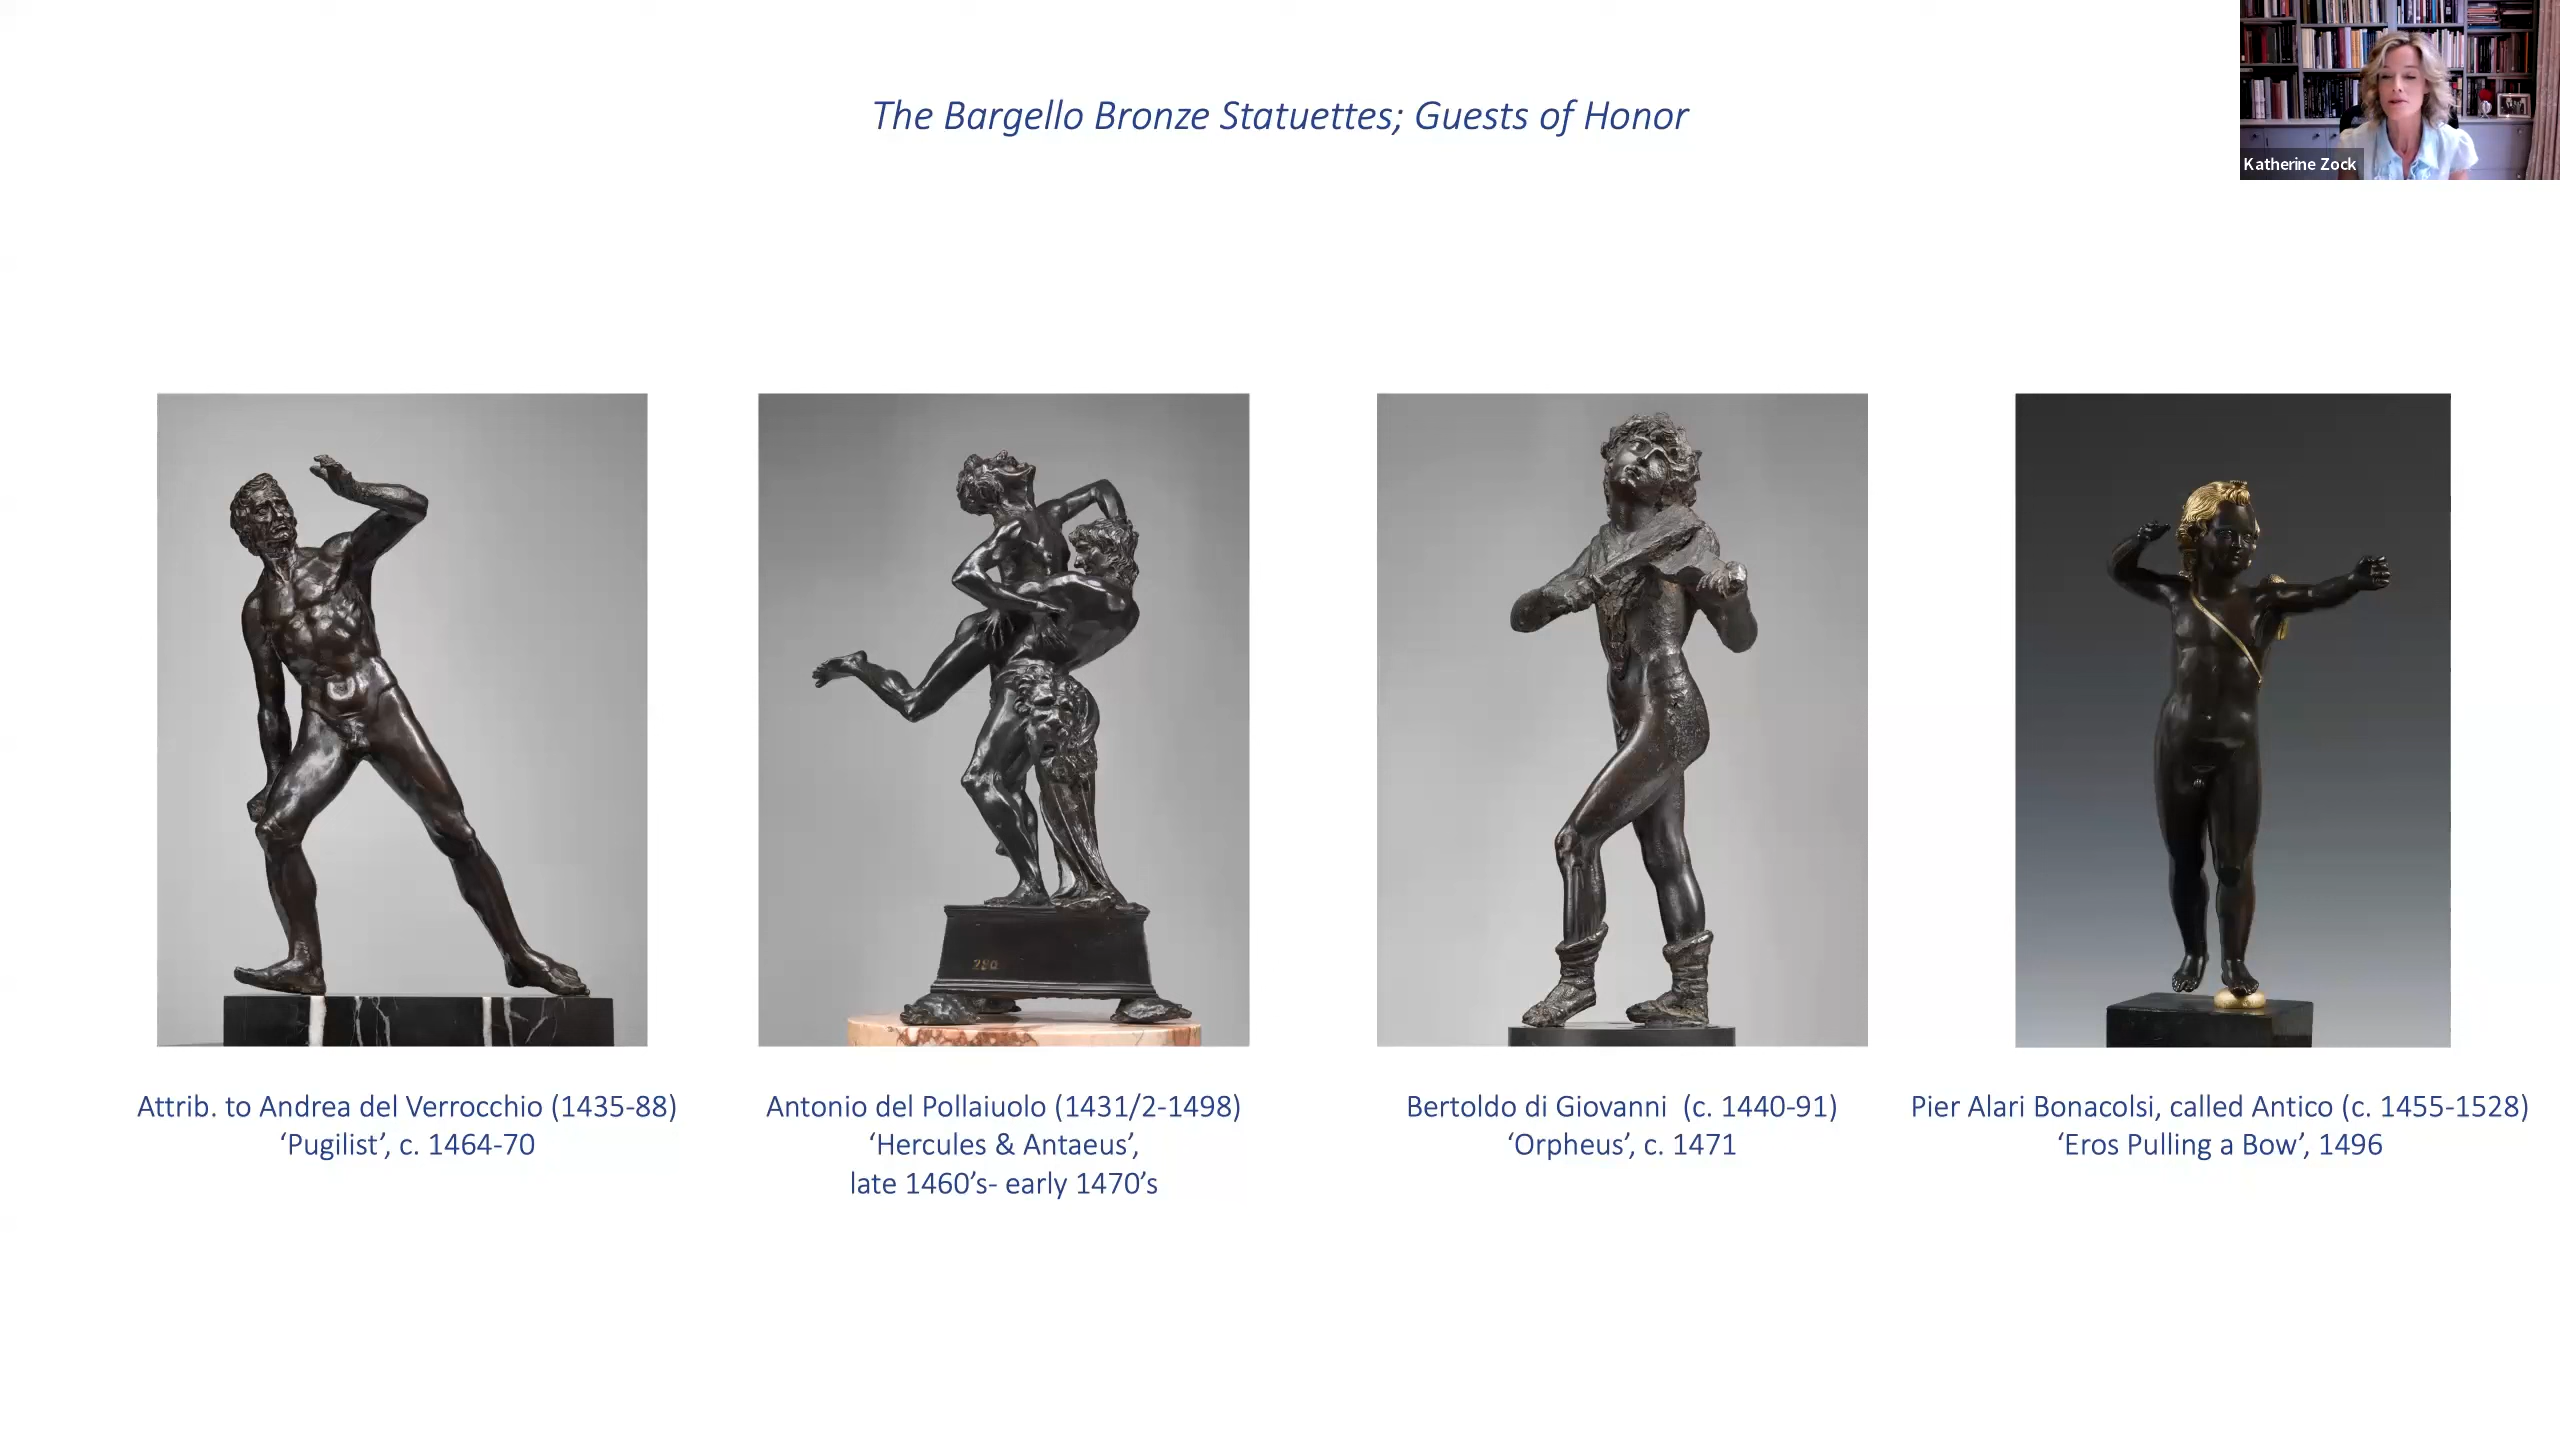 The Bargello Bronze Statuettes; Guests of Honor
Katherine Zock
280
Attrib. to Andrea del Verrocchio (1435-88)
‘Pugilist’, c. 1464-70
Antonio del Pollaiuolo (1431/2-1498)
‘Hercules & Antaeus’,
late 1460’s- early 1470’s
Bertoldo di Giovanni  (c. 1440-91)
‘Orpheus’, c. 1471
Pier Alari Bonacolsi, called Antico (c. 1455-1528)
‘Eros Pulling a Bow’, 1496